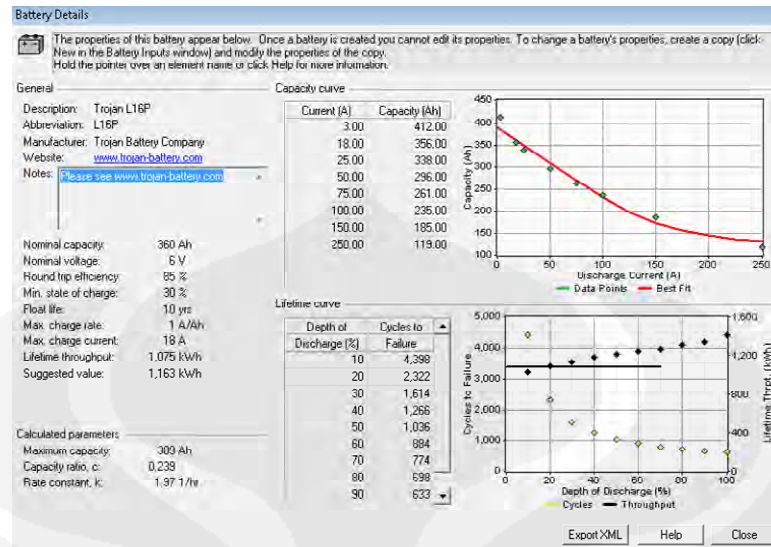 Battery Details
The properties of this battery appear below. Once a battery is created you cannot edit its properties. To change a battery's properties, create a copy (click
New in the Battery Inputs window) and modify the properties of the copy.
Hold the pointer over an element name or click Help for more information.
General
Description: Trojan L16P
Abbreviation: L16P
Manufacturer: Trojan Battery Company
Website: www.trojan-battery.com
Notes: Please see www.trojan-battery.com
Nominal capacity: 360 Ah
Nominal voltage: 6 V
Round trip efficiency: 85 %
Min. state of charge: 30 %
Float life: 10 yrs
Max. charge rate: 1 A/Ah
Max. charge current: 18 A
Lifetime throughput: 1,075 kWh
Suggested value: 1,163 kWh
Calculated parameters
Maximum capacity: 309 Ah
Capacity ratio, c: 0.239
Rate constant, k: 1.97 1/hr
Capacity curve
Current (A) Capacity (Ah)
3.00 412.00
18.00 356.00
25.00 338.00
50.00 296.00
75.00 261.00
100.00 235.00
150.00 185.00
250.00 119.00
450
400
350
300
250
200
150
100
Capacity (Ah)
0 50 100 150 200 250
Discharge Current (A)
Data Points Best Fit
Lifetime curve
Depth of Cycles to
Discharge (%) Failure
10 4,398
20 2,322
30 1,614
40 1,266
50 1,036
60 884
70 774
80 698
90 633
5,000
4,000
3,000
2,000
1,000
0
Cycles to Failure
1,600
1,200
800
400
0
Lifetime Thrpt. (kWh)
0 20 40 60 80 100
Depth of Discharge (%)
Cycles Throughput
Export XML Help Close